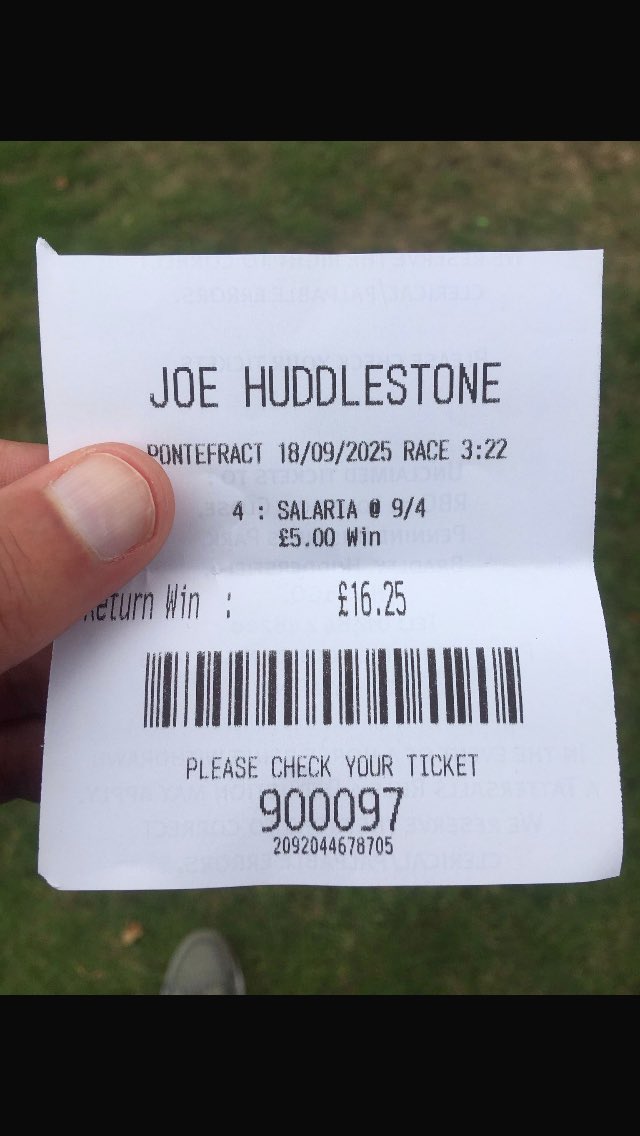 JOE HUDDLESTONE
PONTEFRACT 18/09/2025 RACE 3:22
4 : SALARIA @ 9/4
£5.00 Win
Return Win : £16.25
PLEASE CHECK YOUR TICKET
900097
2092044678705